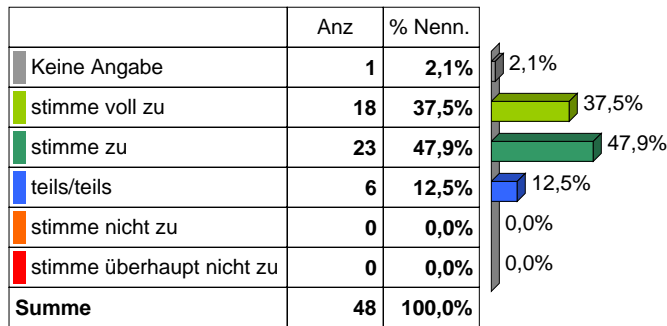 Anz % Nenn.
Keine Angabe 1 2,1% 2,1%
stimme voll zu 18 37,5% 37,5%
stimme zu 23 47,9% 47,9%
teils/teils 6 12,5% 12,5%
stimme nicht zu 0 0,0% 0,0%
stimme überhaupt nicht zu 0 0,0% 0,0%
Summe 48 100,0%